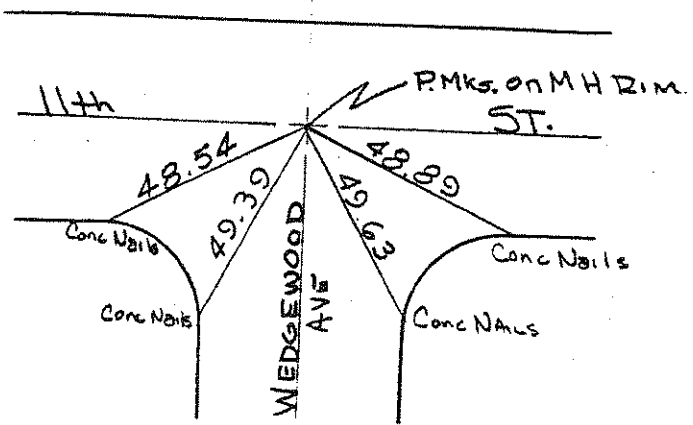 P.Mks. on M H Rim.
11th
ST.
48.54
48.89
49.39
49.63
Conc Nails
Conc Nails
Conc Nails
Conc NAILS
WEDGEWOOD
AVE